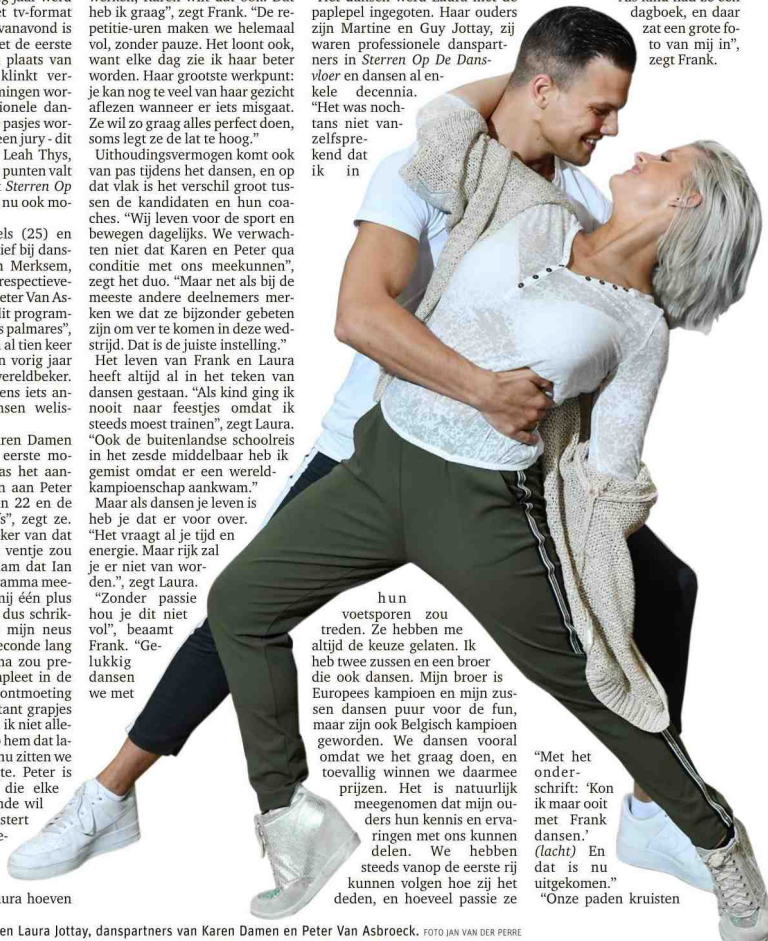 et tv-format
vanavond is
et de eerste
plaats van
klinkt ver-
mingen wor-
ionele dan-
pasjes wor-
een jury - dit
Leah Thys,
punten valt
Sterren Op
nu ook mo-
els (25) en
ief bij dans-
Merksem,
respectieve-
eter Van As-
dit program-
s palmares”,
al tien keer
n vorig jaar
wereldbeker.
ens iets an-
nsen welis-
aren Damen
eerste mo-
as het aan-
n aan Peter
en 22 en de
s”, zegt ze.
ker van dat
ventje zou
am dat Ian
ramma mee-
mij één plus
dus schrik-
mijn neus
econde lang
na zou pre-
mpleet in de
ontmoeting
tant grapjes
ik niet alle-
hem dat la-
nu zitten we
te. Peter is
die elke
nde wil
stert
e-
ura hoeven
heb ik graag”, zegt Frank. “De re-
petitie-uren maken we helemaal
vol, zonder pauze. Het loont ook,
want elke dag zie ik haar beter
worden. Haar grootste werkpunt:
je kan nog te veel van haar gezicht
aflezen wanneer er iets misgaat.
Ze wil zo graag alles perfect doen,
soms legt ze de lat te hoog.”
Uithoudingsvermogen komt ook
van pas tijdens het dansen, en op
dat vlak is het verschil groot tus-
sen de kandidaten en hun coa-
ches. “Wij leven voor de sport en
bewegen dagelijks. We verwach-
ten niet dat Karen en Peter qua
conditie met ons meekunnen”,
zegt het duo. “Maar net als bij de
meeste andere deelnemers mer-
ken we dat ze bijzonder gebeten
zijn om ver te komen in deze wed-
strijd. Dat is de juiste instelling.”
Het leven van Frank en Laura
heeft altijd al in het teken van
dansen gestaan. “Als kind ging ik
nooit naar feestjes omdat ik
steeds moest trainen”, zegt Laura.
“Ook de buitenlandse schoolreis
in het zesde middelbaar heb ik
gemist omdat er een wereld-
kampioenschap aankwam.”
Maar als dansen je leven is
heb je dat er voor over.
“Het vraagt al je tijd en
energie. Maar rijk zal
je er niet van wor-
den.”, zegt Laura.
“Zonder passie
hou je dit niet
vol”, beaamt
Frank. “Ge-
lukkig
dansen
we met
paplepel ingegoten. Haar ouders
zijn Martine en Guy Jottay, zij
waren professionele danspart-
ners in Sterren Op De Dans-
vloer en dansen al en-
kele decennia.
“Het was noch-
tans niet van-
zelfspre-
kend dat
ik in
hun
voetsporen zou
treden. Ze hebben me
altijd de keuze gelaten. Ik
heb twee zussen en een broer
die ook dansen. Mijn broer is
Europees kampioen en mijn zus-
sen dansen puur voor de fun,
maar zijn ook Belgisch kampioen
geworden. We dansen vooral
omdat we het graag doen, en
toevallig winnen we daarmee
prijzen. Het is natuurlijk
meegenomen dat mijn ou-
ders hun kennis en erva-
ringen met ons kunnen
delen. We hebben
steeds vanop de eerste rij
kunnen volgen hoe zij het
deden, en hoeveel passie ze
dagboek, en daar
zat een grote fo-
to van mij in”,
zegt Frank.
“Met het
onder-
schrift: ‘Kon
ik maar ooit
met Frank
dansen.’
(lacht) En
dat is nu
uitgekomen.”
“Onze paden kruisten
en Laura Jottay, danspartners van Karen Damen en Peter Van Asbroeck. FOTO JAN VAN DER PERRE